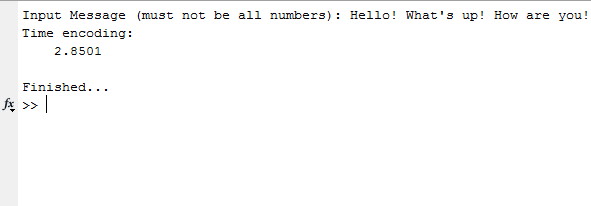 Input Message (must not be all numbers): Hello! What's up! How are you!
Time encoding:
2.8501
Finished...
fx >>